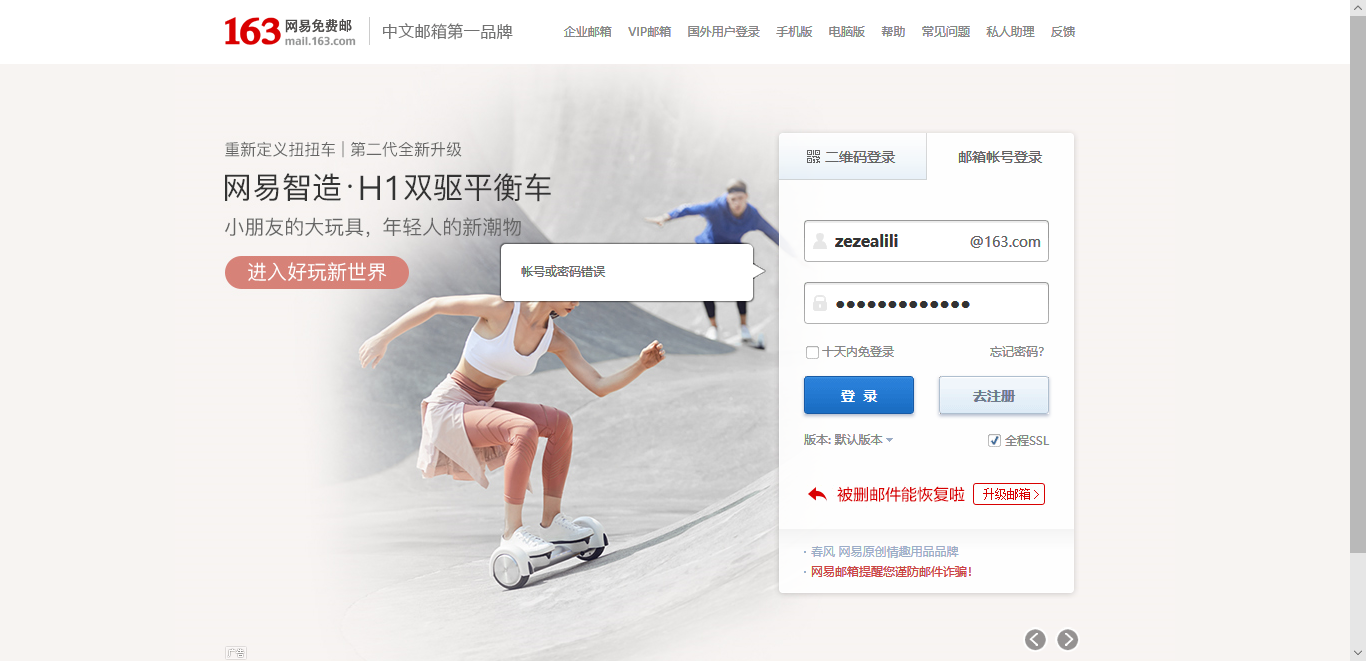 163 网易免费邮
mail.163.com
中文邮箱第一品牌
企业邮箱 VIP邮箱 国外用户登录 手机版 电脑版 帮助 常见问题 私人助理 反馈
重新定义扭扭车 | 第二代全新升级
网易智造·H1双驱平衡车
小朋友的大玩具，年轻人的新潮物
进入好玩新世界
帐号或密码错误
二维码登录 邮箱帐号登录
zezealili @163.com
十天内免登录 忘记密码?
登 录 去注册
版本: 默认版本 全程SSL
被删邮件能恢复啦 升级邮箱
· 春风 网易原创情趣用品品牌
· 网易邮箱提醒您谨防邮件诈骗!
广告